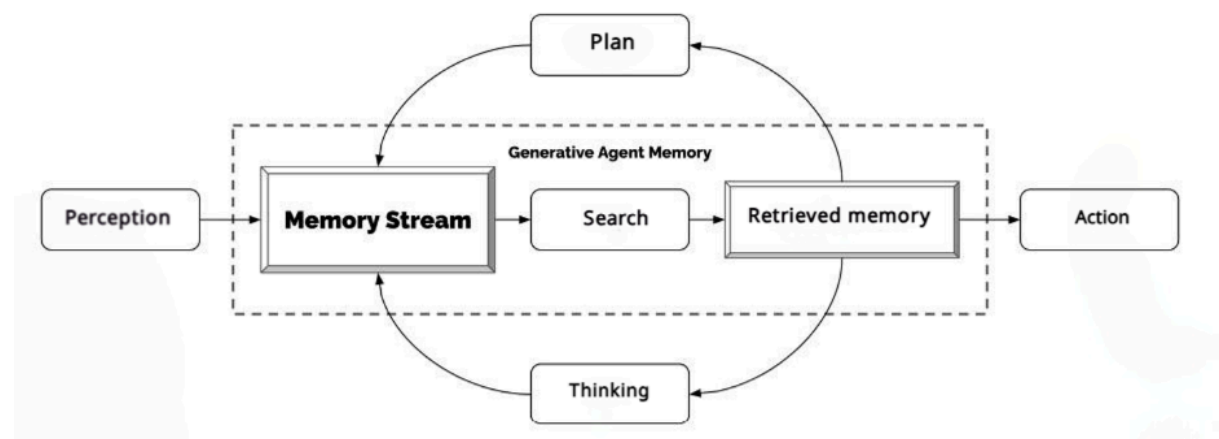 Plan
Generative Agent Memory
Perception
Memory Stream
Search
Retrieved memory
Action
Thinking